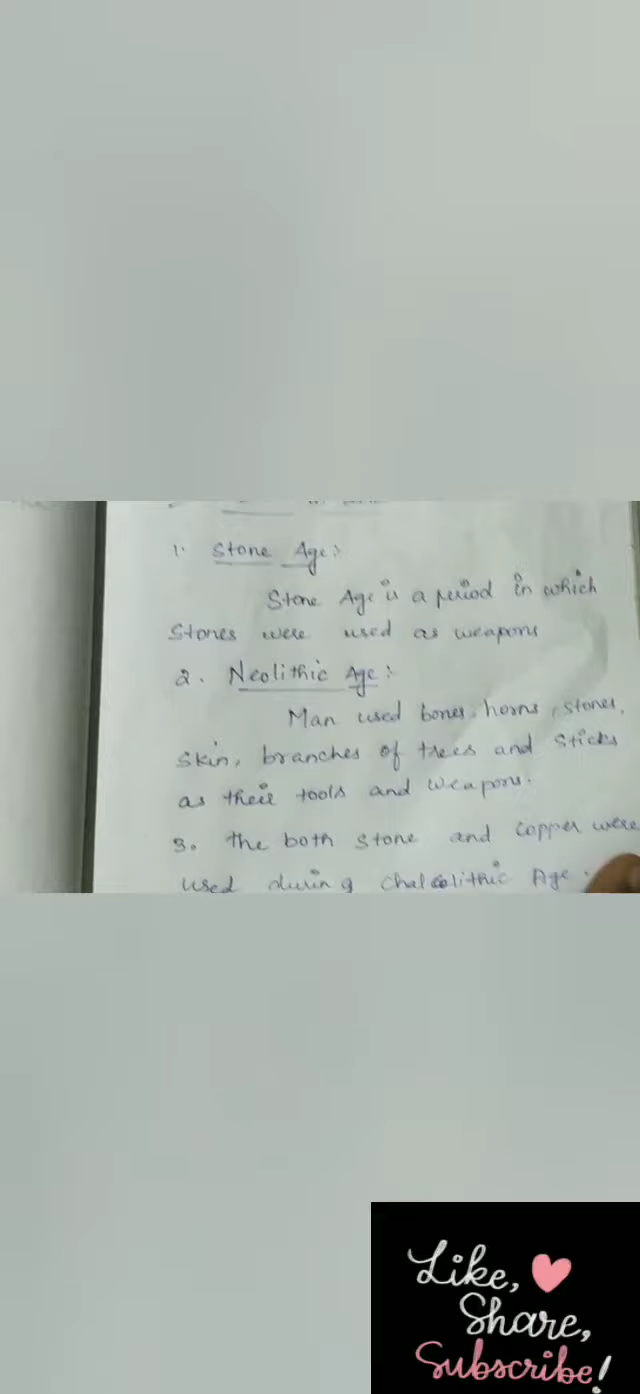 1. Stone Age :-
Stone Age is a period in which
Stones were used as weapons
2. Neolithic Age :-
Man used bones, horns, stones,
skin, branches of trees and sticks
as their tools and weapons.
3. The both stone and copper were
used during Chalcolithic Age.
Like,
Share,
Subscribe!